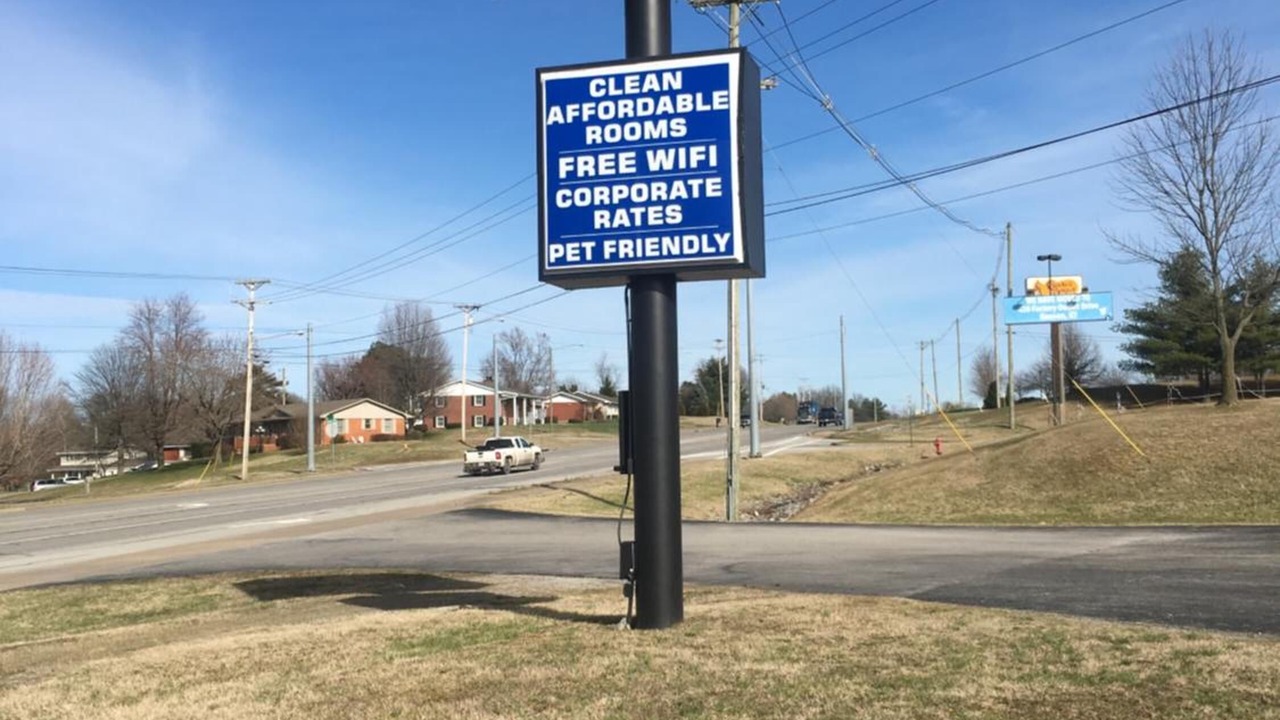 CLEAN
AFFORDABLE
ROOMS
FREE WIFI
CORPORATE
RATES
PET FRIENDLY